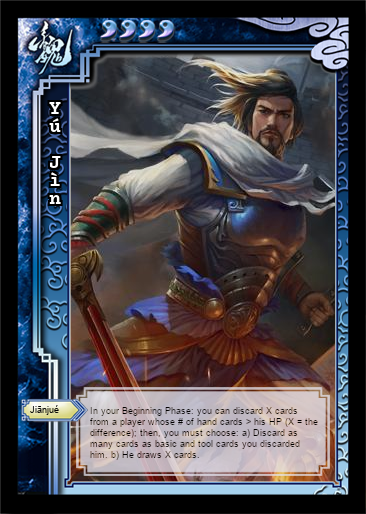 魏
Yú Jìn
Jiānjué
In your Beginning Phase: you can discard X cards
from a player whose # of hand cards > his HP (X = the
difference); then, you must choose: a) Discard as
many cards as basic and tool cards you discarded
him. b) He draws X cards.